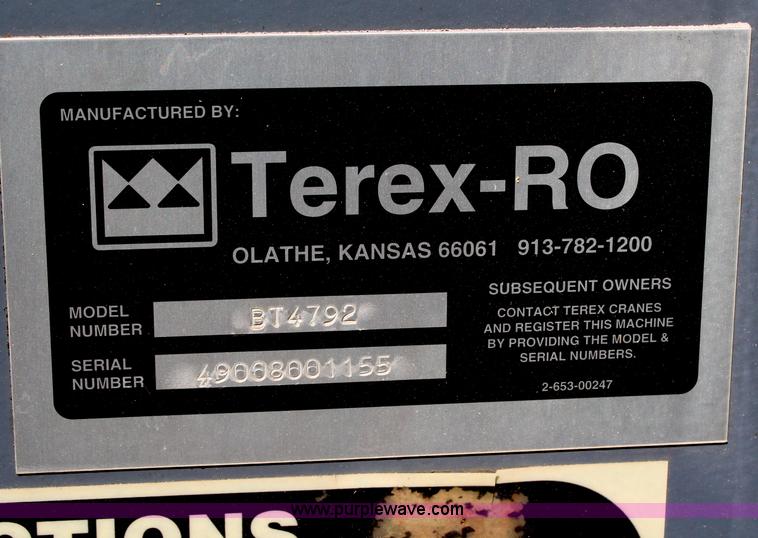 MANUFACTURED BY:
Terex-RO
OLATHE, KANSAS 66061 913-782-1200
MODEL NUMBER BT4792
SERIAL NUMBER 49008001155
SUBSEQUENT OWNERS
CONTACT TEREX CRANES
AND REGISTER THIS MACHINE
BY PROVIDING THE MODEL &
SERIAL NUMBERS.
2-653-00247
www.purplewave.com